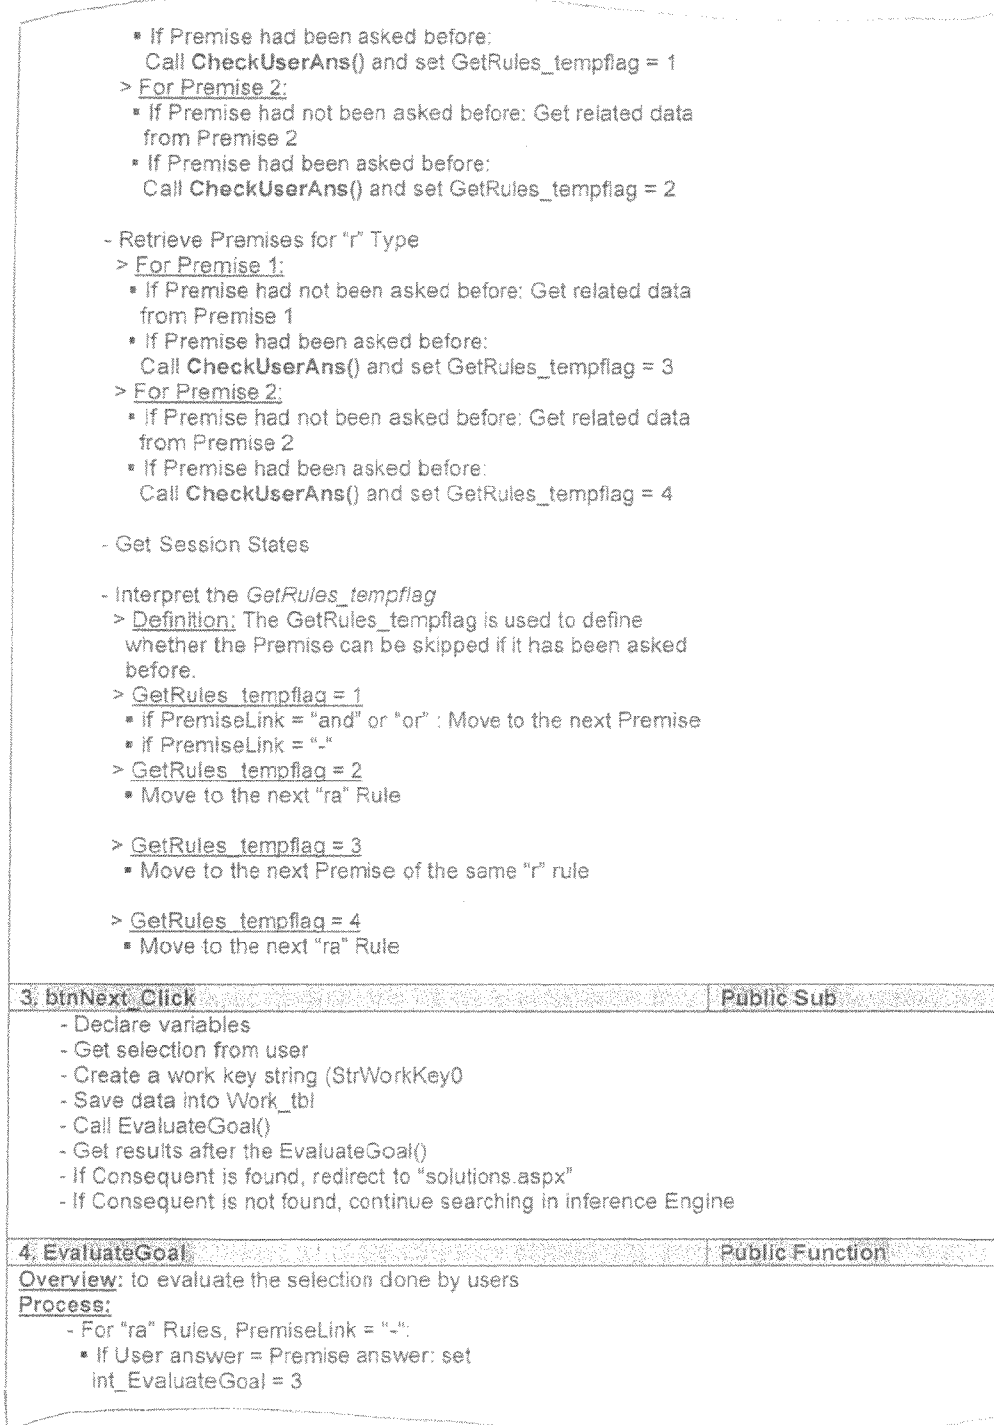 ▪ If Premise had been asked before:
Call CheckUserAns() and set GetRules_tempflag = 1
> For Premise 2:
▪ If Premise had not been asked before: Get related data
from Premise 2
▪ If Premise had been asked before:
Call CheckUserAns() and set GetRules_tempflag = 2
- Retrieve Premises for "r" Type
> For Premise 1:
▪ If Premise had not been asked before: Get related data
from Premise 1
▪ If Premise had been asked before:
Call CheckUserAns() and set GetRules_tempflag = 3
> For Premise 2:
▪ If Premise had not been asked before: Get related data
from Premise 2
▪ If Premise had been asked before:
Call CheckUserAns() and set GetRules_tempflag = 4
- Get Session States
- Interpret the GetRules_tempflag
> Definition: The GetRules_tempflag is used to define
whether the Premise can be skipped if it has been asked
before.
> GetRules_tempflag = 1
▪ if PremiseLink = "and" or "or" : Move to the next Premise
▪ if PremiseLink = "-"
> GetRules_tempflag = 2
▪ Move to the next "ra" Rule
> GetRules_tempflag = 3
▪ Move to the next Premise of the same "r" rule
> GetRules_tempflag = 4
▪ Move to the next "ra" Rule
3. btnNext_Click Public Sub
- Declare variables
- Get selection from user
- Create a work key string (StrWorkKey0
- Save data into Work_tbl
- Call EvaluateGoal()
- Get results after the EvaluateGoal()
- If Consequent is found, redirect to "solutions.aspx"
- If Consequent is not found, continue searching in inference Engine
4. EvaluateGoal Public Function
Overview: to evaluate the selection done by users
Process:
- For "ra" Rules, PremiseLink = "-":
▪ If User answer = Premise answer: set
int_EvaluateGoal = 3